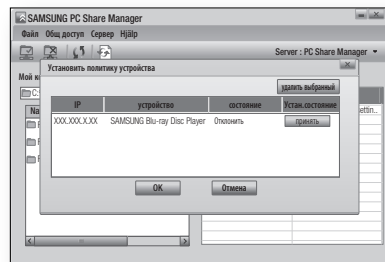 SAMSUNG PC Share Manager
Файл Общ.доступ Сервер Hjälp
Server : PC Share Manager
Установить политику устройства
Мой к
удалить выбранный
C:
IP устройство состояние Устан.состояние
Na
ettin..
XXX.XXX.X.XX SAMSUNG Blu-ray Disc Player Отклонить принять
F
F
F
OK Отмена